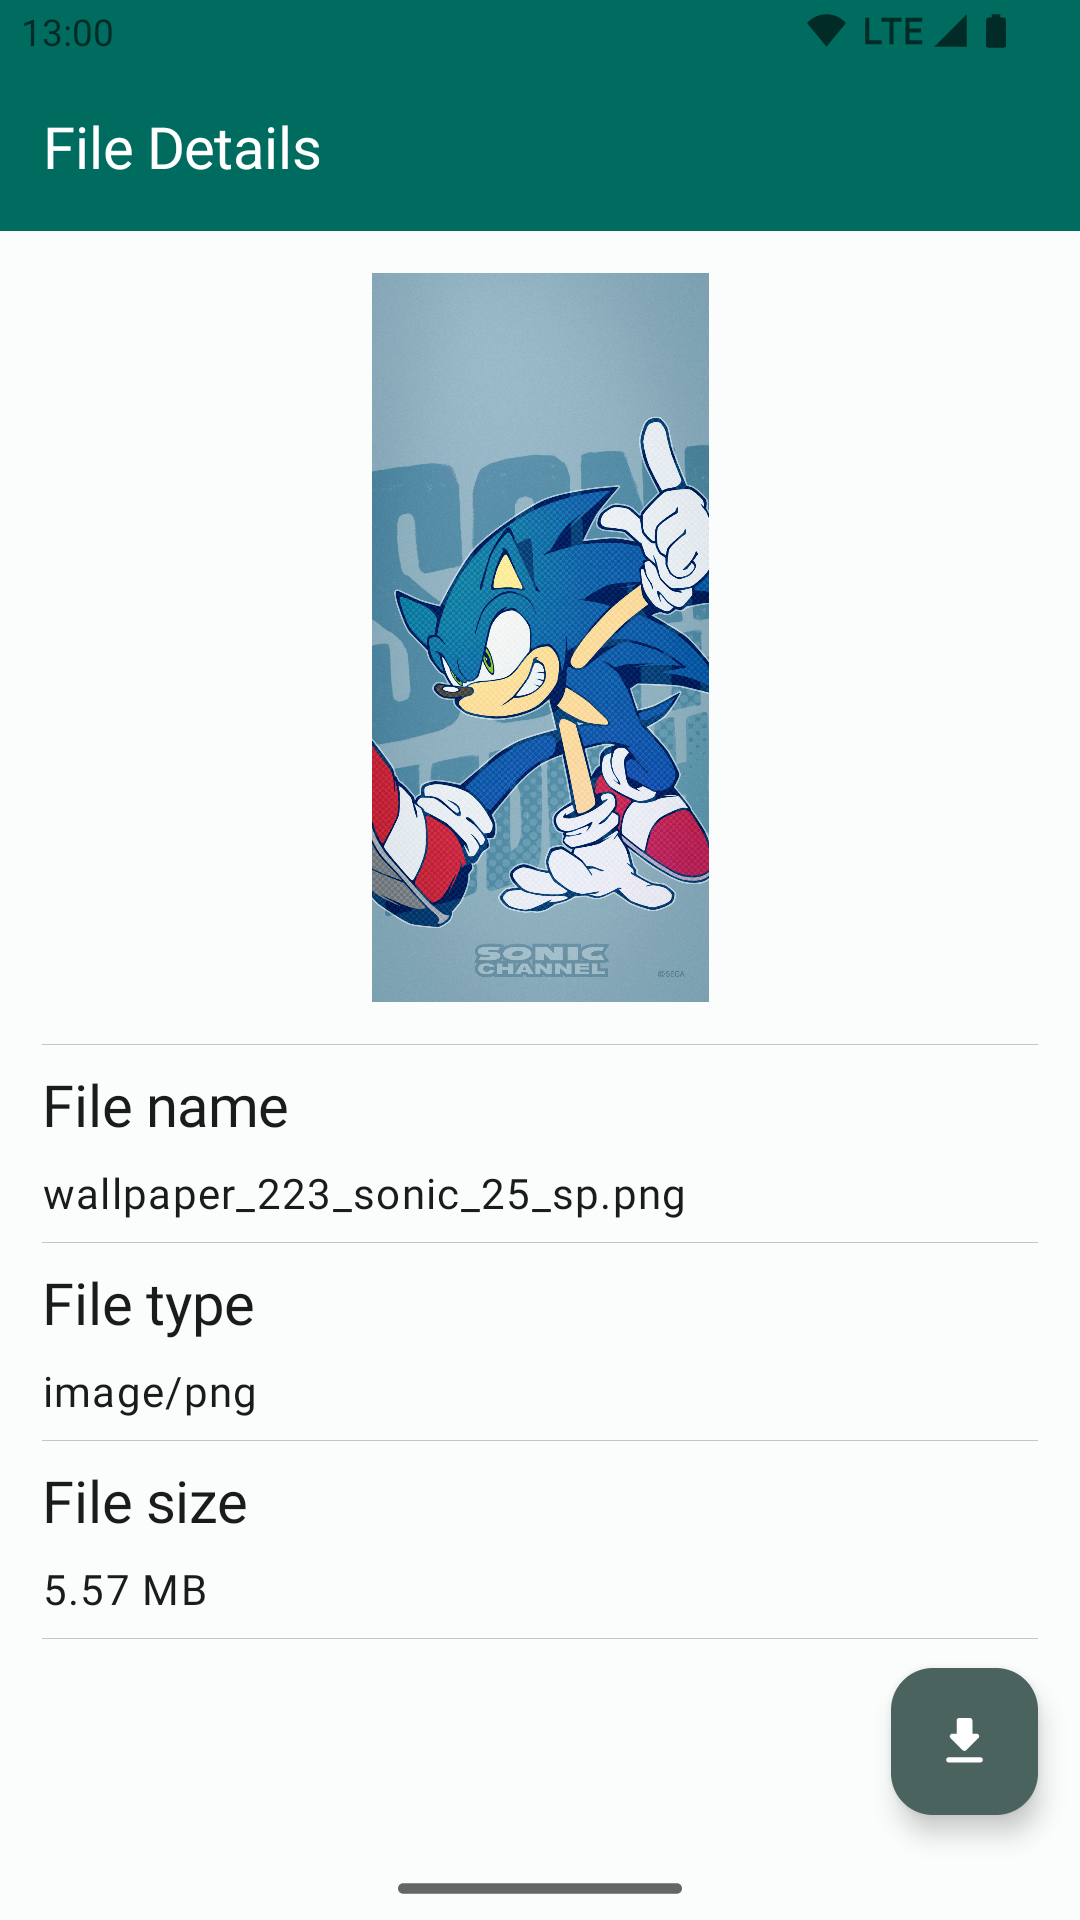 13:00 LTE
File Details
SONIC
CHANNEL
©SEGA
File name
wallpaper_223_sonic_25_sp.png
File type
image/png
File size
5.57 MB